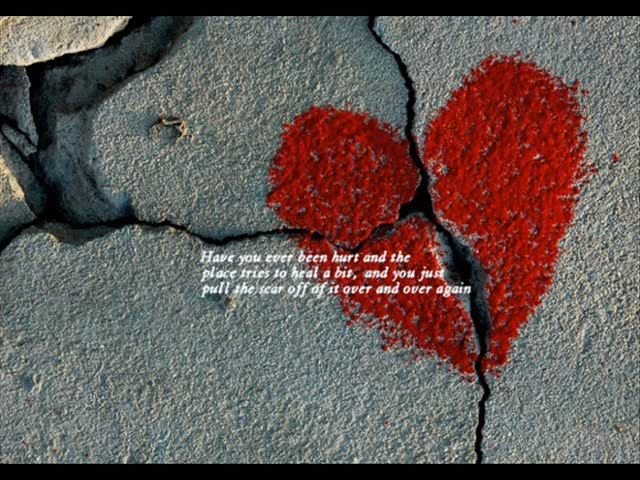 Have you ever been hurt and the
place tries to heal a bit, and you just
pull the scar off of it over and over again